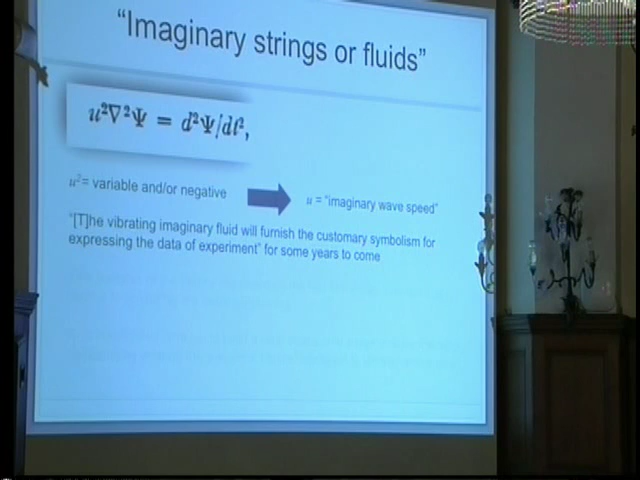 “Imaginary strings or fluids”
u²∇²Ψ = d²Ψ/dt²,
u²= variable and/or negative
u = “imaginary wave speed”
“[T]he vibrating imaginary fluid will furnish the customary symbolism for
expressing the data of experiment” for some years to come